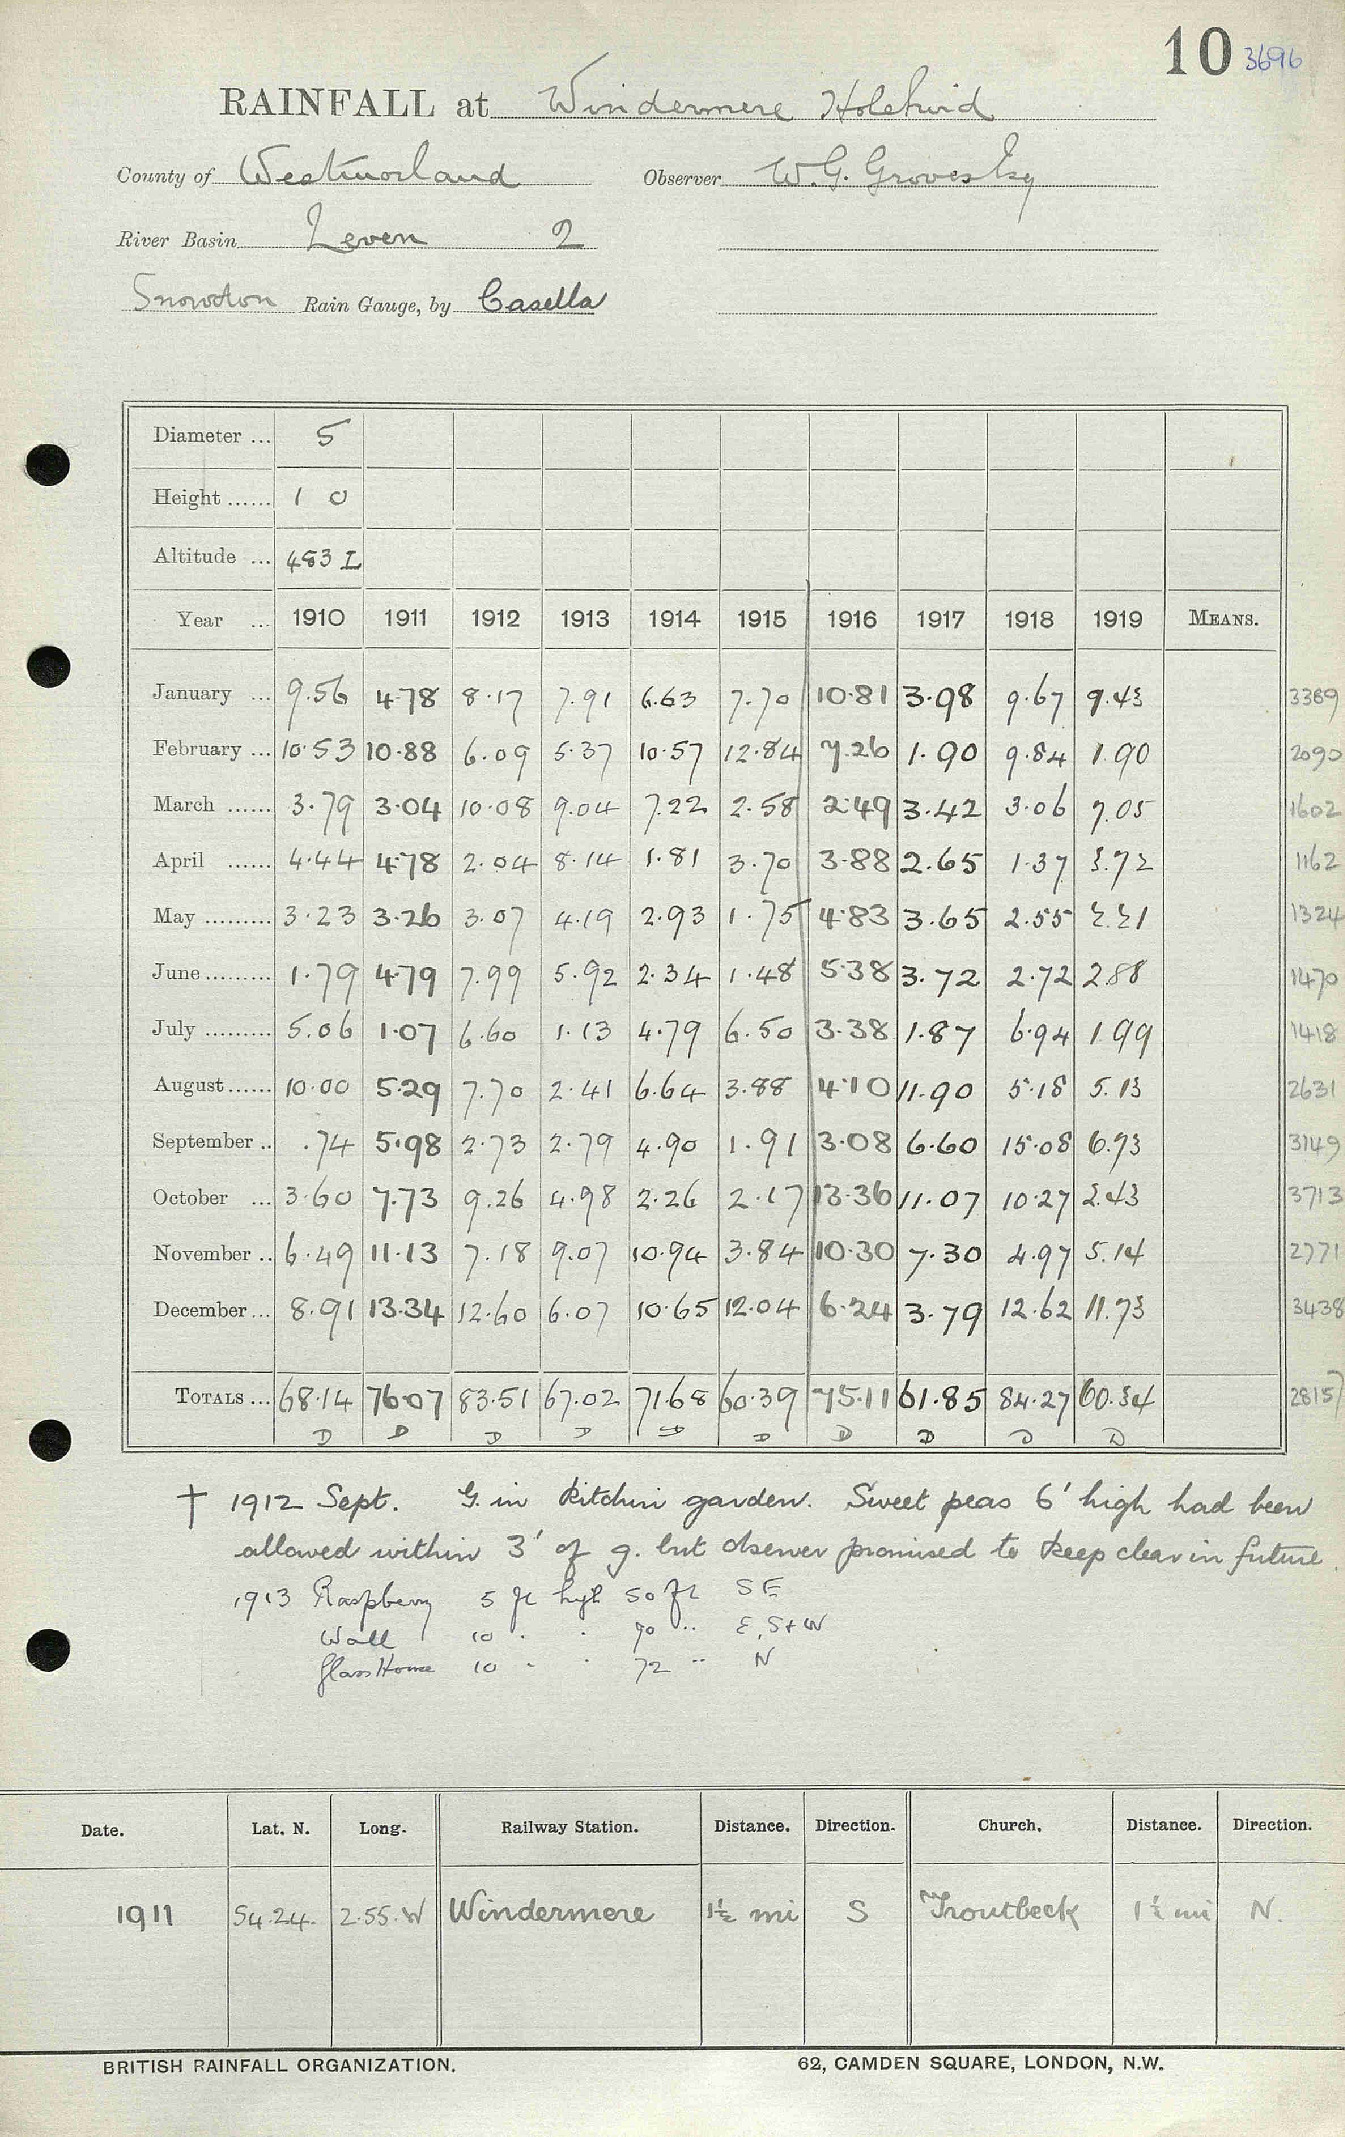 10 3696
RAINFALL at Windermere Holehird
County of Westmorland Observer W.G. Groves Esq
River Basin Leven 2
Snowdon Rain Gauge, by Casella
Diameter ... 5
Height ...... 1 0
Altitude ... 483 L
Year ... 1910 1911 1912 1913 1914 1915 1916 1917 1918 1919 MEANS.
January ... 9.56 4.78 8.17 7.91 6.63 7.70 10.81 3.98 9.67 9.43 3389
February ... 10.53 10.88 6.09 5.37 10.57 12.84 7.26 1.90 9.84 1.90 2090
March ...... 3.79 3.04 10.08 9.04 7.22 2.58 2.49 3.42 3.06 7.05 1602
April ...... 4.44 4.78 2.04 8.14 1.81 3.70 3.88 2.65 1.37 3.72 1162
May ......... 3.23 3.26 3.07 4.19 2.93 1.75 4.83 3.65 2.55 2.21 1324
June ......... 1.79 4.79 7.99 5.92 2.34 1.48 5.38 3.72 2.72 2.88 1470
July ......... 5.06 1.07 6.60 1.13 4.79 6.50 3.38 1.87 6.94 1.99 1418
August ...... 10.00 5.29 7.70 2.41 6.64 3.88 4.10 11.90 5.18 5.13 2631
September .. .74 5.98 2.73 2.79 4.90 1.91 3.08 6.60 15.08 6.73 3149
October ... 3.60 7.73 9.26 4.98 2.26 2.17 13.36 11.07 10.27 2.43 3713
November .. 6.49 11.13 7.18 9.07 10.94 3.84 10.30 7.30 4.97 5.14 2771
December ... 8.91 13.34 12.60 6.07 10.65 12.04 6.24 3.79 12.62 11.73 3438
TOTALS ... 68.14 76.07 83.51 67.02 71.68 60.39 75.11 61.85 84.27 60.34 28157
D D D D D D D D D D
† 1912 Sept. G. in Kitchin garden. Sweet peas 6' high had been
allowed within 3' of g. but observer promised to keep clear in future.
1913 Raspberry 5 ft high 50 ft SE
Wall 10 " " 70 " E, S + W
Glass House 10 " " 72 " N
Date. Lat. N. Long. Railway Station. Distance. Direction. Church. Distance. Direction.
1911 54.24. 2.55.W Windermere 1½ mi S Troutbeck 1¼ mi N.
BRITISH RAINFALL ORGANIZATION. 62, CAMDEN SQUARE, LONDON, N.W.